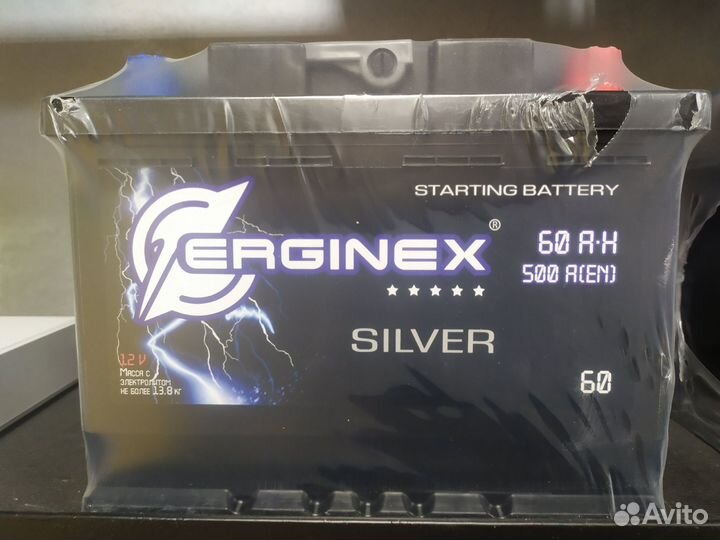 STARTING BATTERY
ERGINEX®
60 A·H
500 A(EN)
★★★★★
SILVER
12 V
МАССА С
ЭЛЕКТРОЛИТОМ
НЕ БОЛЕЕ 13.8 КГ
60
Avito